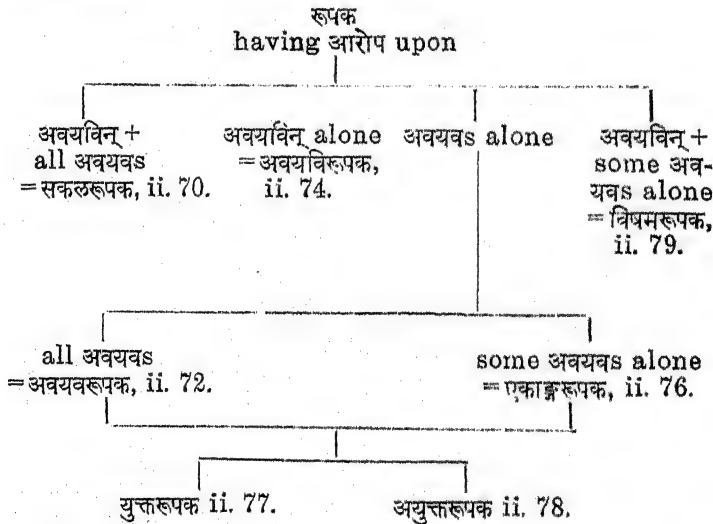 रूपक
having आरोप upon
अवयविन् +
all अवयवs
=सकलरूपक, ii. 70.
अवयविन् alone
=अवयविरूपक,
ii. 74.
अवयवs alone
अवयविन् +
some अव-
यवs alone
=विषमरूपक,
ii. 79.
all अवयवs
=अवयवरूपक, ii. 72.
some अवयवs alone
=एकाङ्गरूपक, ii. 76.
युक्तरूपक ii. 77.
अयुक्तरूपक ii. 78.